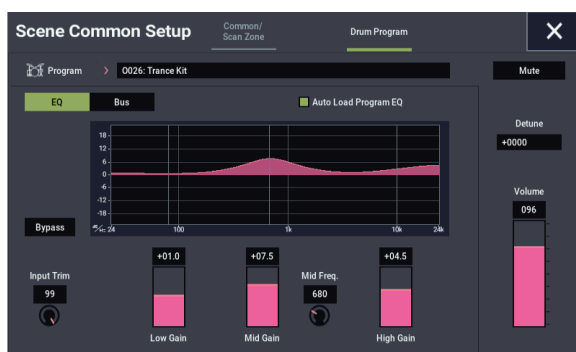 Scene Common Setup
Common/
Scan Zone
Drum Program
Program
0026: Trance Kit
Mute
EQ
Bus
Auto Load Program EQ
Detune
+0000
18
12
6
0
-6
-12
-18
24
100
1k
10k
24k
Bypass
Volume
096
+01.0
+07.5
+04.5
Input Trim
99
Mid Freq.
680
Low Gain
Mid Gain
High Gain